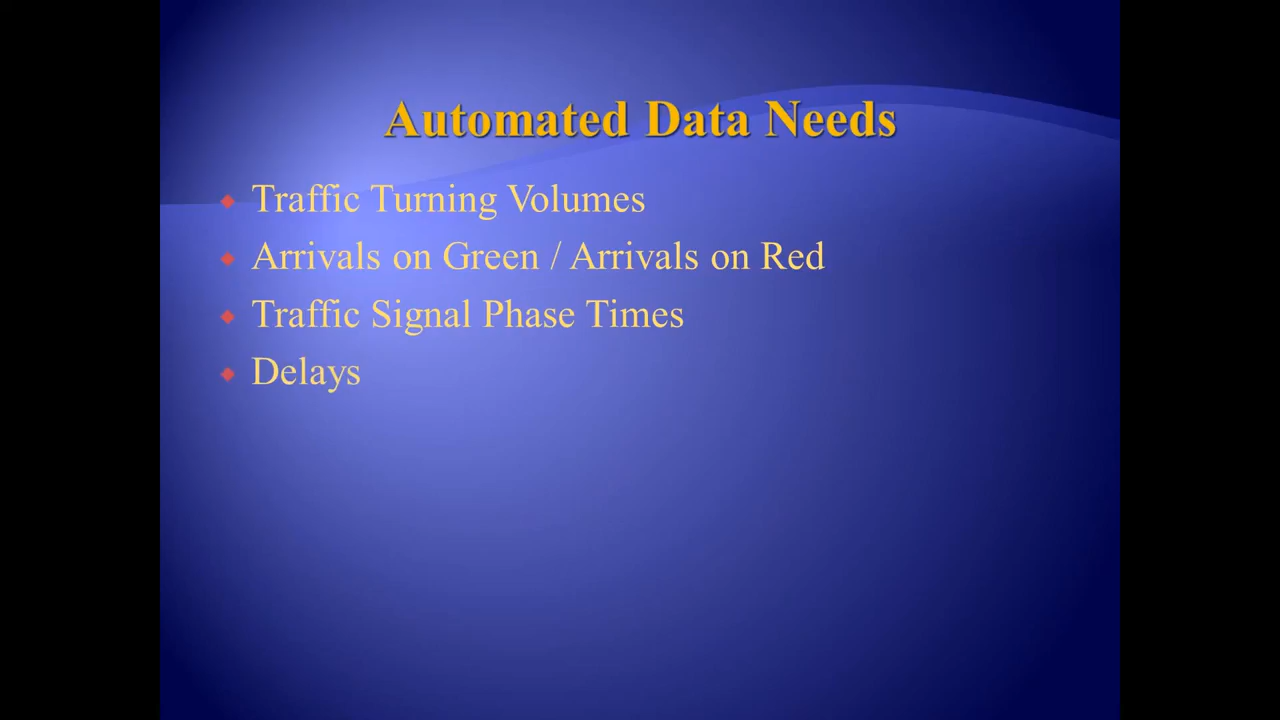 Automated Data Needs
Traffic Turning Volumes
Arrivals on Green / Arrivals on Red
Traffic Signal Phase Times
Delays